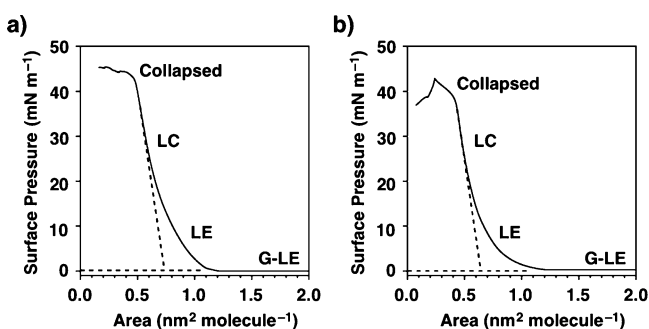 a)
50
40
30
20
10
0
Surface Pressure (mN m⁻¹)
Collapsed
LC
LE
G-LE
0.0 0.5 1.0 1.5 2.0
Area (nm² molecule⁻¹)
b)
50
40
30
20
10
0
Surface Pressure (mN m⁻¹)
Collapsed
LC
LE
G-LE
0.0 0.5 1.0 1.5 2.0
Area (nm² molecule⁻¹)